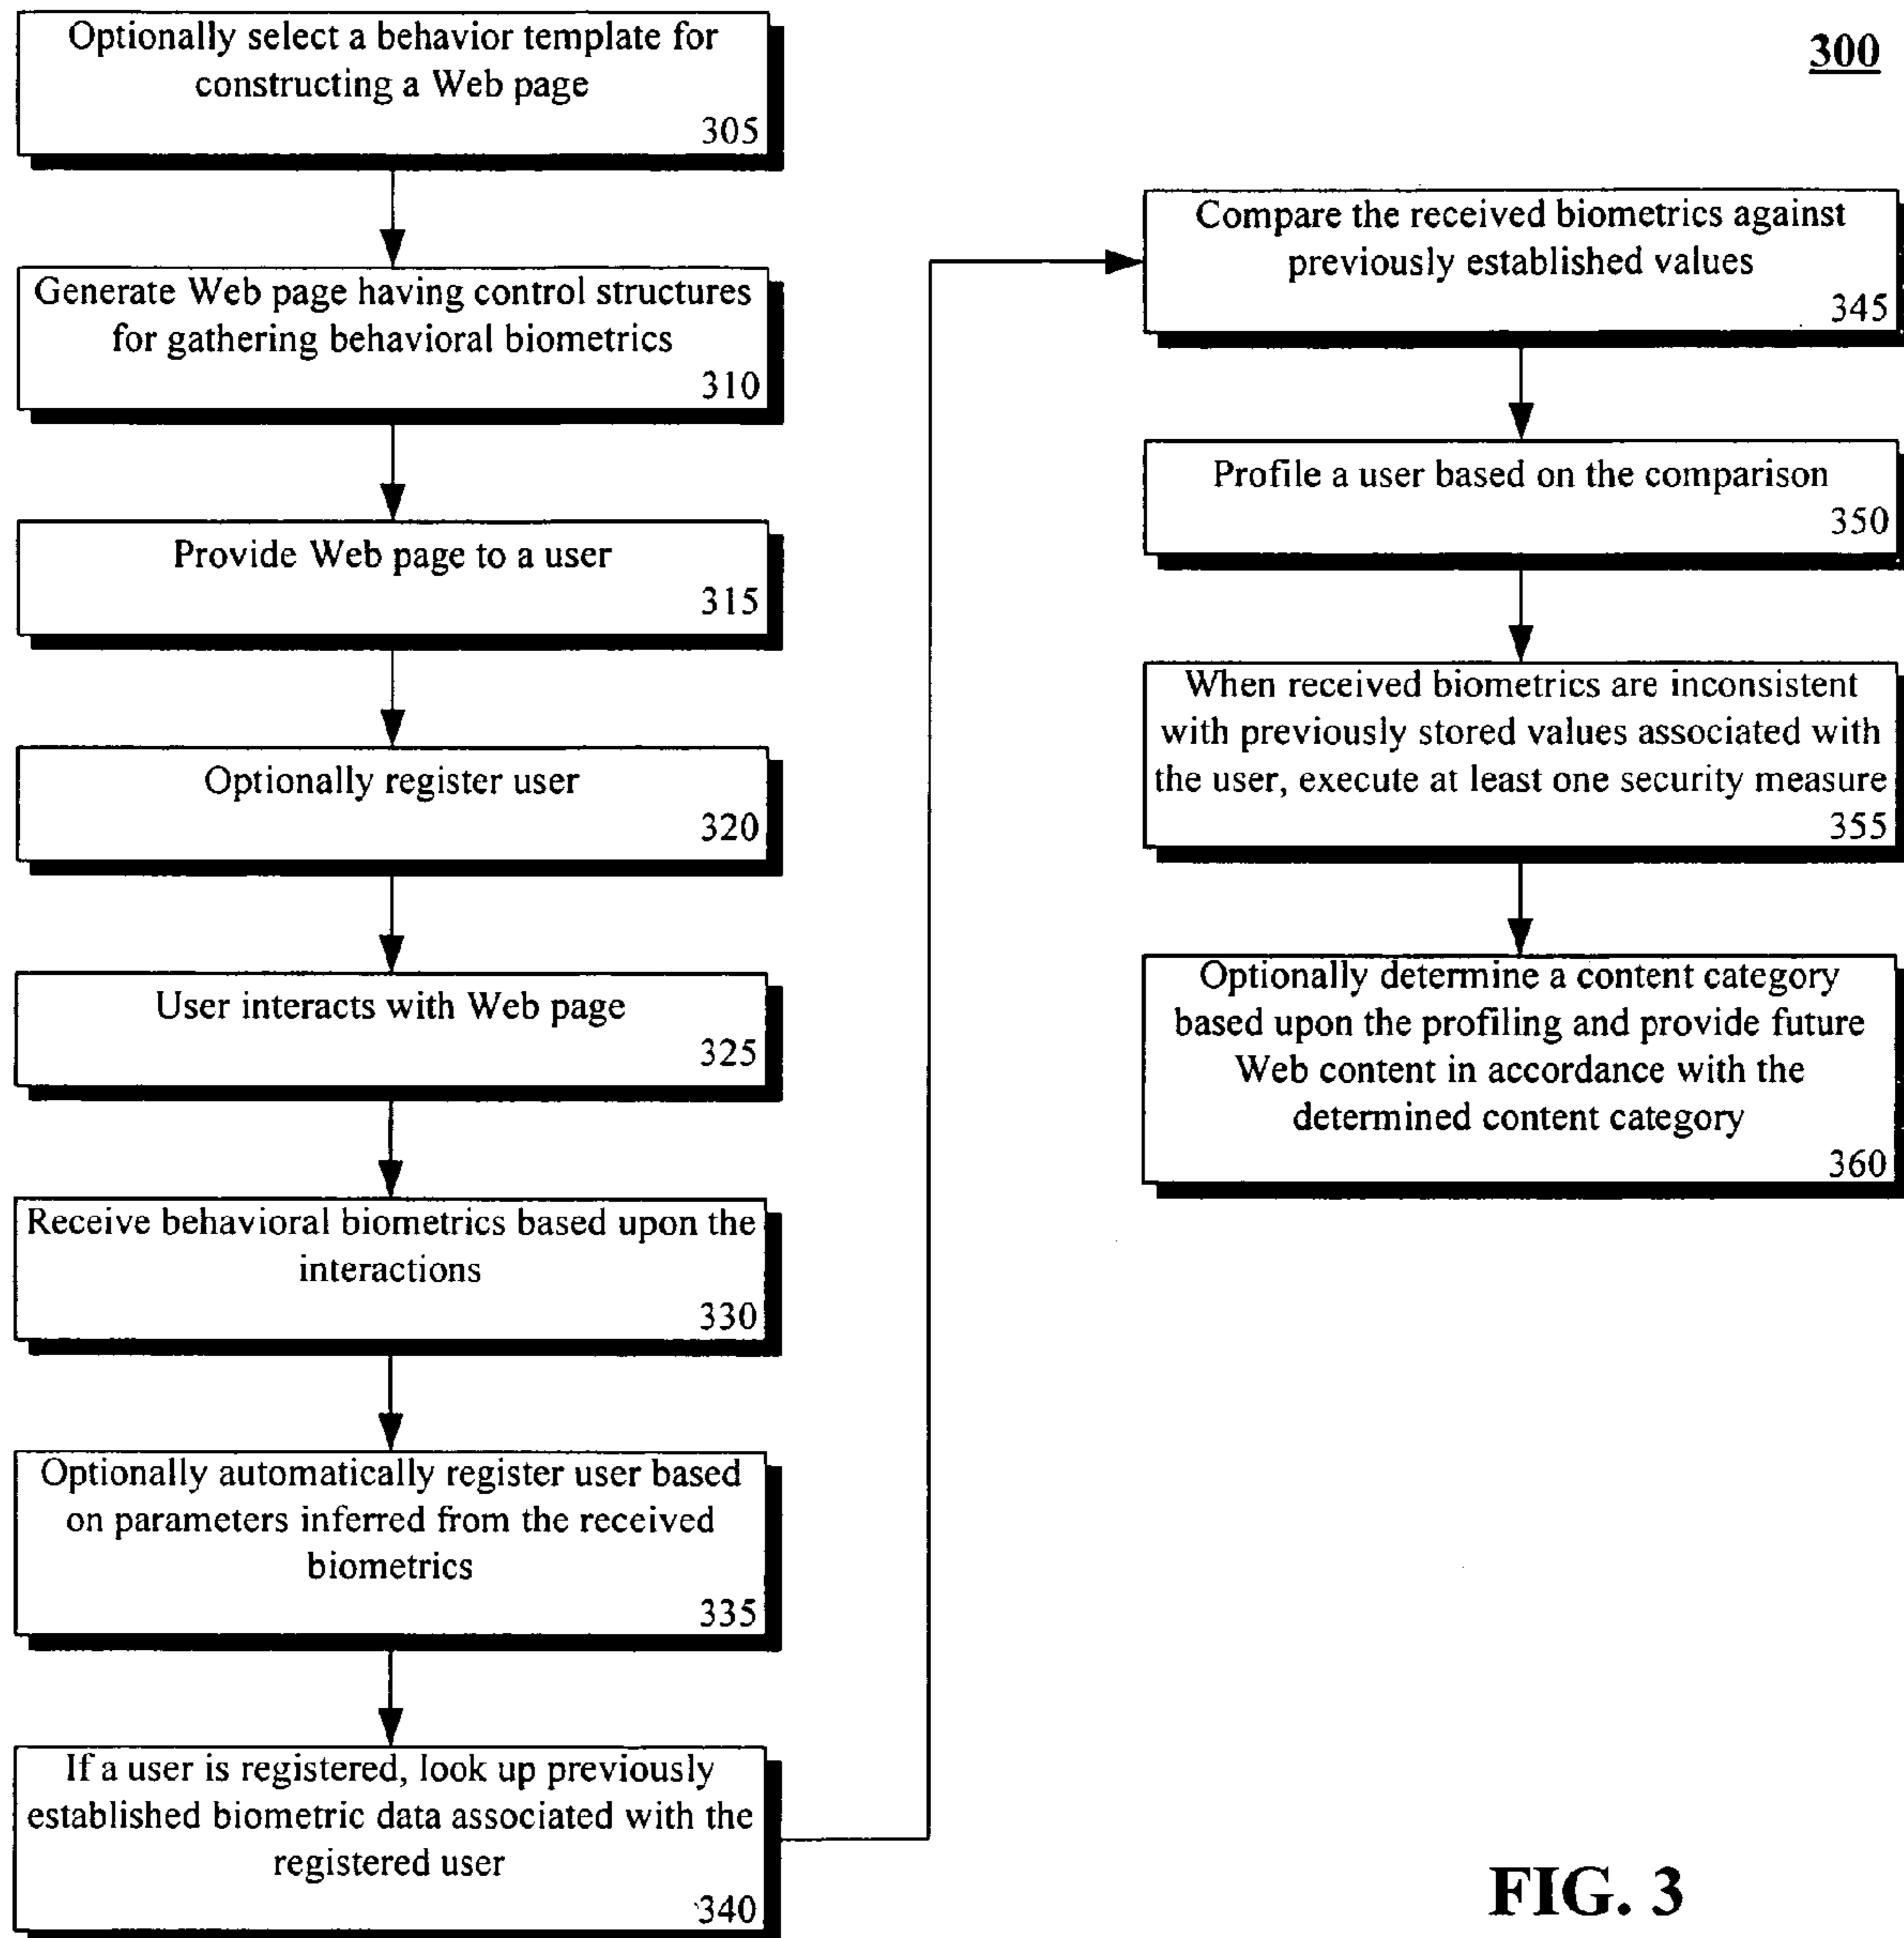 300
Optionally select a behavior template for
constructing a Web page
305
Generate Web page having control structures
for gathering behavioral biometrics
310
Provide Web page to a user
315
Optionally register user
320
User interacts with Web page
325
Receive behavioral biometrics based upon the
interactions
330
Optionally automatically register user based
on parameters inferred from the received
biometrics
335
If a user is registered, look up previously
established biometric data associated with the
registered user
340
Compare the received biometrics against
previously established values
345
Profile a user based on the comparison
350
When received biometrics are inconsistent
with previously stored values associated with
the user, execute at least one security measure
355
Optionally determine a content category
based upon the profiling and provide future
Web content in accordance with the
determined content category
360
FIG. 3